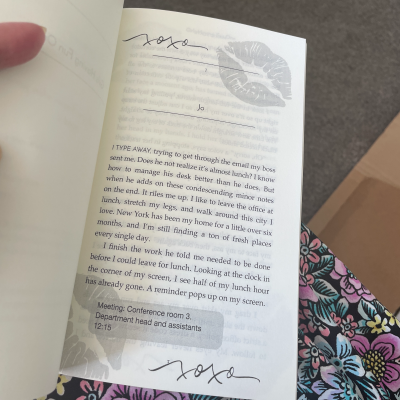 xoxo
1
Jo
I TYPE AWAY, trying to get through the email my boss
sent me. Does he not realize it's almost lunch? I know
how to manage his desk better than he does. But
when he adds on these condescending minor notes
on the end. It riles me up. I like to leave the office at
lunch, stretch my legs, and walk around this city I
love. New York has been my home for a little over six
months, and I'm still finding a ton of fresh places
every single day.
I finish the work he told me needed to be done
before I could leave for lunch. Looking at the clock in
the corner of my screen, I see half of my lunch hour
has already gone. A reminder pops up on my screen.
Meeting: Conference room 3.
Department head and assistants
12:15
xoxo